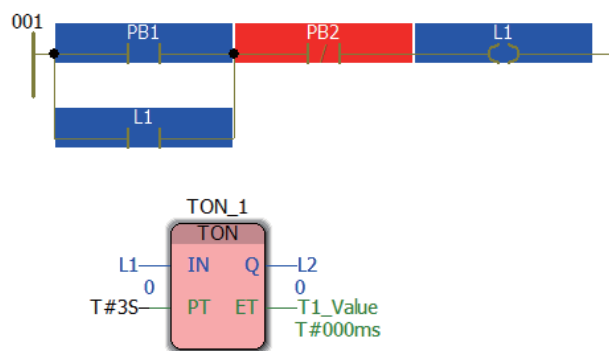 001
PB1 PB2 L1
L1
TON_1
TON
L1 IN Q L2
0 0
T#3S PT ET T1_Value
T#000ms